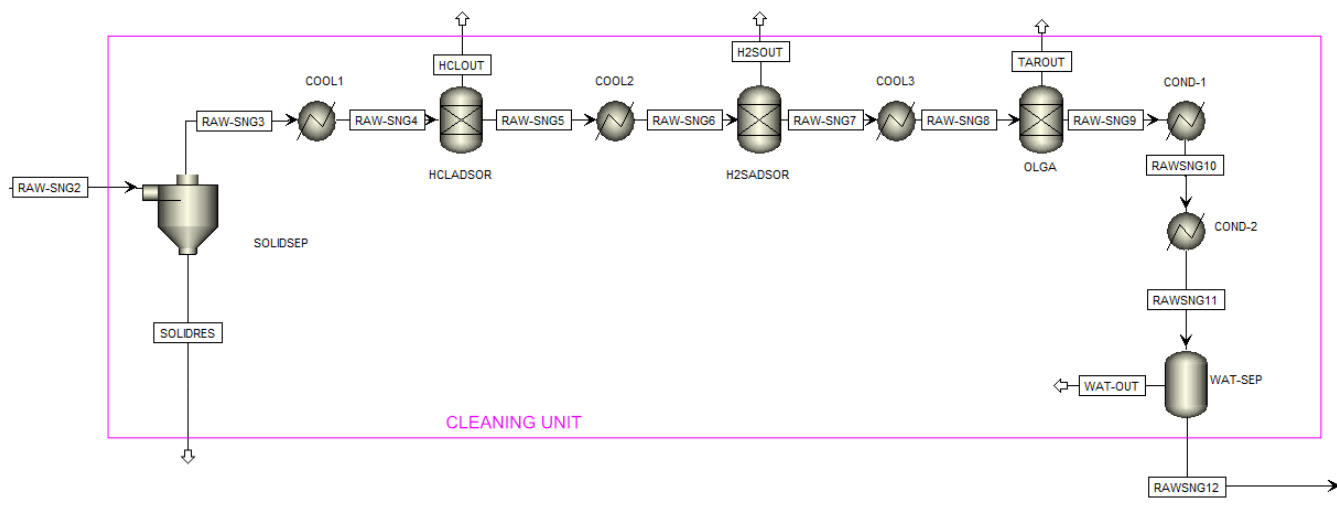 HCLOUT
H2SOUT
TAROUT
COOL1
COOL2
COOL3
COND-1
RAW-SNG3
RAW-SNG4
RAW-SNG5
RAW-SNG6
RAW-SNG7
RAW-SNG8
RAW-SNG9
HCLADSOR
H2SADSOR
OLGA
RAWSNG10
RAW-SNG2
COND-2
SOLIDSEP
RAWSNG11
SOLIDRES
WAT-OUT
WAT-SEP
CLEANING UNIT
RAWSNG12